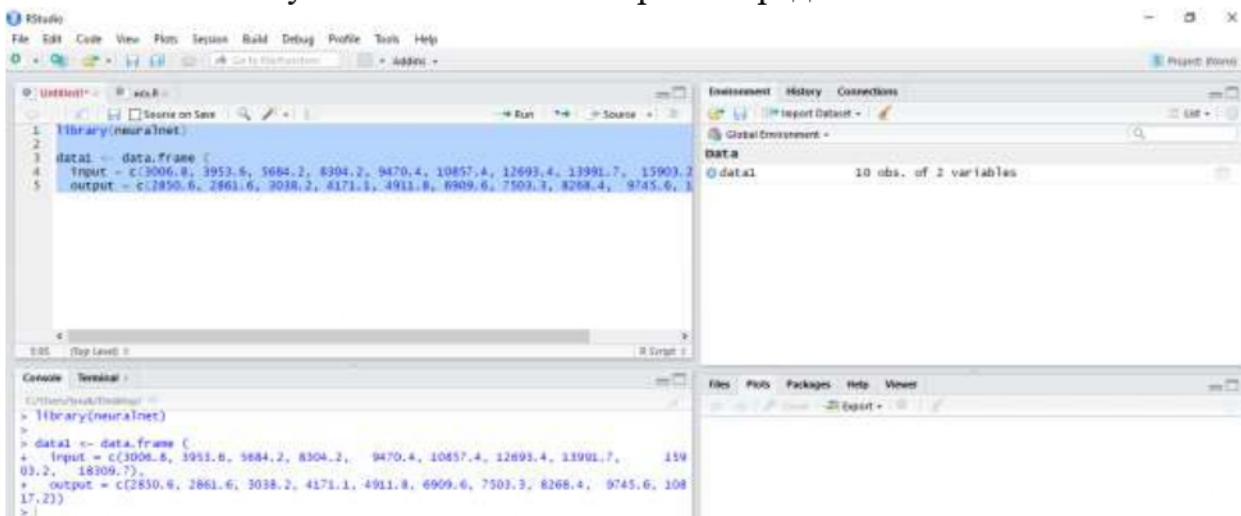 RStudio
File Edit Code View Plots Session Build Debug Profile Tools Help
Addins
Untitled1*
Source on Save Run Source
1 library(neuralnet)
2
3 data1 <- data.frame (
4 input = c(3006.8, 3953.6, 5684.2, 8304.2, 9470.4, 10857.4, 12693.4, 13991.7, 15903.2
5 output = c(2850.6, 2861.6, 3038.2, 4171.1, 4911.8, 6909.6, 7503.3, 8268.4, 9745.6, 1
(Top Level) R Script
Environment History Connections
Import Dataset List
Global Environment
Data
data1 10 obs. of 2 variables
Console Terminal
> library(neuralnet)
>
> data1 <- data.frame (
+ input = c(3006.8, 3953.6, 5684.2, 8304.2, 9470.4, 10857.4, 12693.4, 13991.7, 159
03.2, 18309.7),
+ output = c(2850.6, 2861.6, 3038.2, 4171.1, 4911.8, 6909.6, 7503.3, 8268.4, 9745.6, 108
17.2))
>
Files Plots Packages Help Viewer
Export